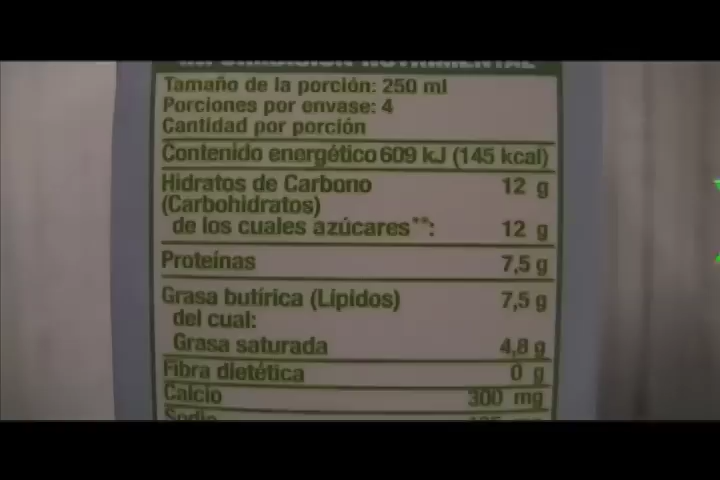 Tamaño de la porción: 250 ml
Porciones por envase: 4
Cantidad por porción
Contenido energético 609 kJ (145 kcal)
Hidratos de Carbono 12 g
(Carbohidratos)
de los cuales azúcares**: 12 g
Proteínas 7,5 g
Grasa butírica (Lípidos) 7,5 g
del cual:
Grasa saturada 4,8 g
Fibra dietética 0 g
Calcio 300 mg
Sodio